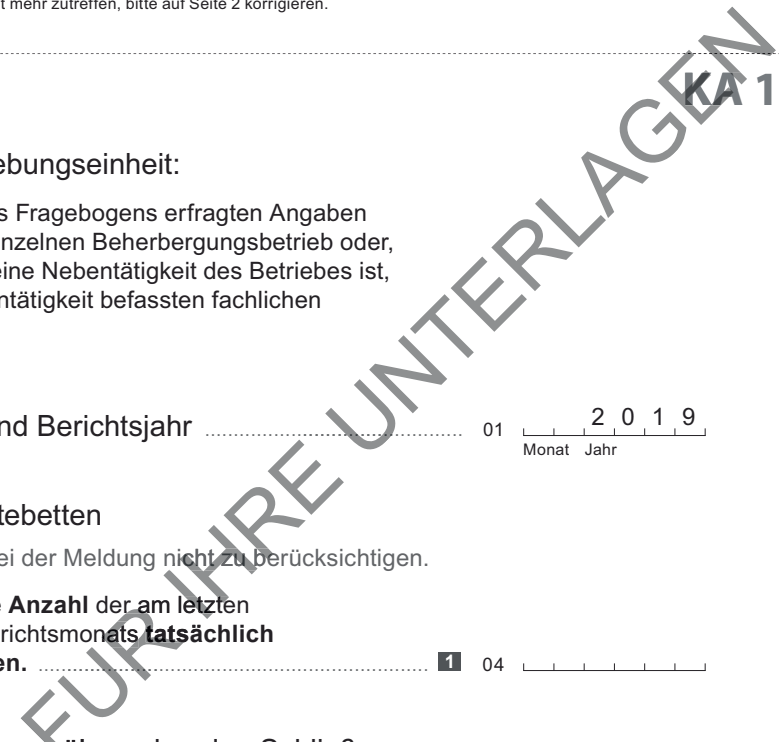 t mehr zutreffen, bitte auf Seite 2 korrigieren.
KA 1
ebungseinheit:
s Fragebogens erfragten Angaben
inzelnen Beherbergungsbetrieb oder,
eine Nebentätigkeit des Betriebes ist,
ntätigkeit befassten fachlichen
nd Berichtsjahr 01 2 0 1 9
Monat Jahr
tebetten
ei der Meldung nicht zu berücksichtigen.
e Anzahl der am letzten
richtsmonats tatsächlich
en. 1 04
FÜR IHRE UNTERLAGEN